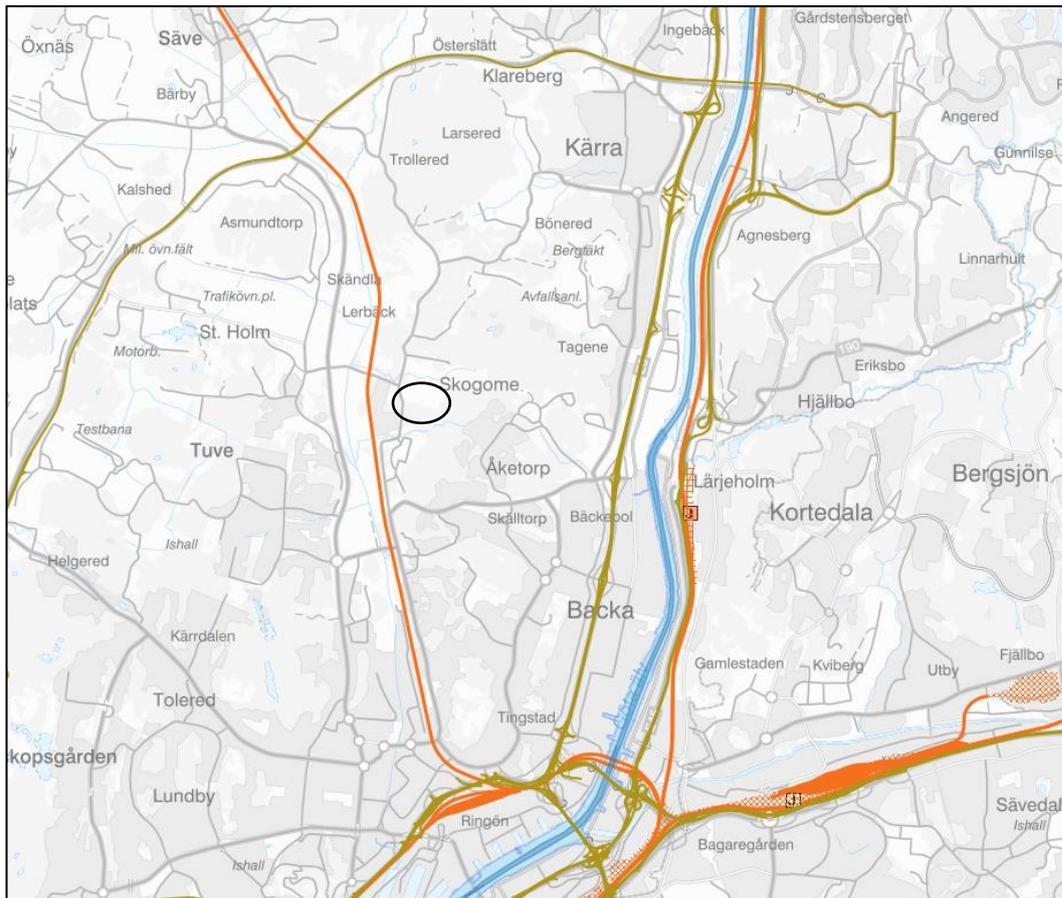 Gårdstensberget
Ingebäck
Säve
Öxnäs
Österslätt
Klareberg
Bärby
Angered
Larsered
Kärra
Trollered
Gunnilse
Kalshed
Bönered
Asmundtorp
Agnesberg
Mil. övn.fält
Bergtäkt
Linnarhult
Skändla
Trafikövn.pl.
Avfallsanl.
lats
Lerbäck
St. Holm
Tagene
190
Motorb.
Eriksbo
Skogome
Hjällbo
Testbana
Tuve
Åketorp
Bergsjön
Lärjeholm
Kortedala
Skälltorp
Bäckebol
Ishall
Helgered
Backa
Kärrdalen
Fjällbo
Gamlestaden
Kviberg
Utby
Tolered
Tingstad
kopsgården
Lundby
Sävedal
Ringön
Ishall
Bagaregården
Ishall